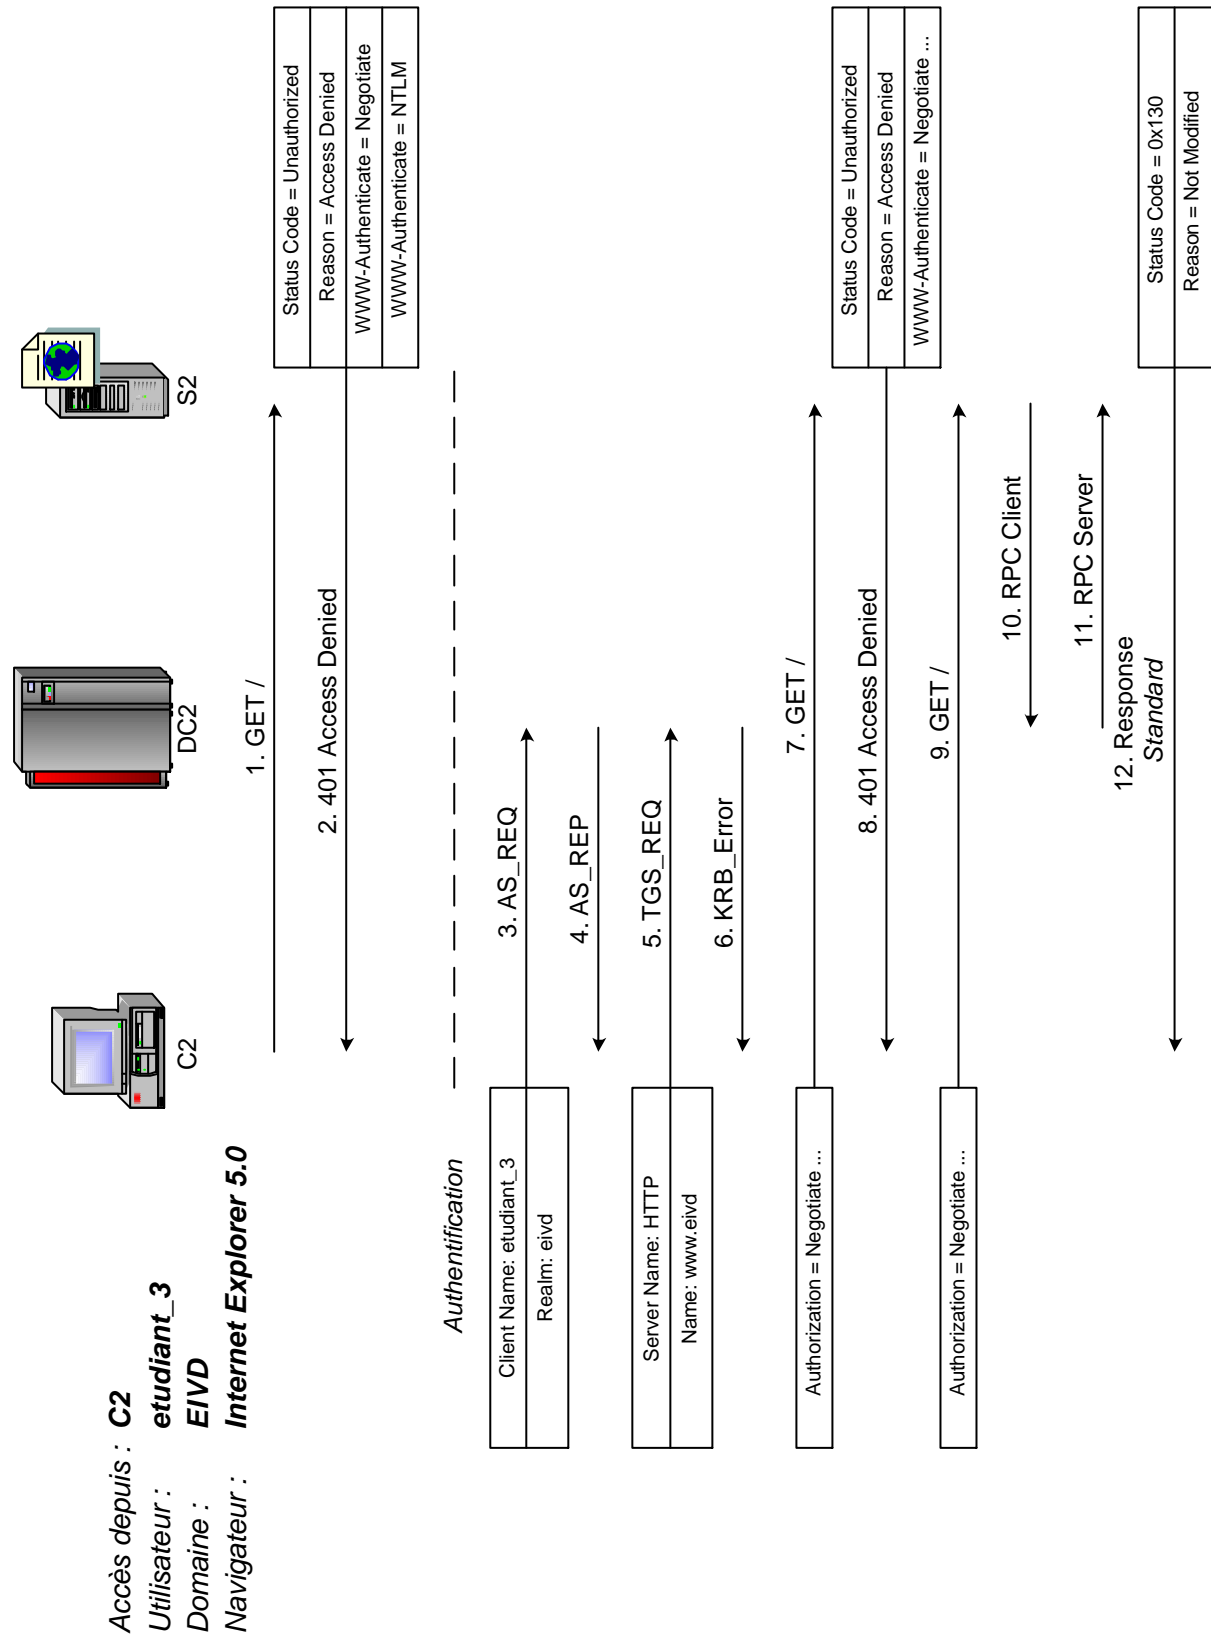 Accès depuis : C2
Utilisateur : etudiant_3
Domaine : EIVD
Navigateur : Internet Explorer 5.0
C2
DC2
S2
1. GET /
2. 401 Access Denied
Status Code = Unauthorized
Reason = Access Denied
WWW-Authenticate = Negotiate
WWW-Authenticate = NTLM
Authentification
3. AS_REQ
Client Name: etudiant_3
Realm: eivd
4. AS_REP
5. TGS_REQ
Server Name: HTTP
Name: www.eivd
6. KRB_Error
7. GET /
Authorization = Negotiate ...
8. 401 Access Denied
Status Code = Unauthorized
Reason = Access Denied
WWW-Authenticate = Negotiate ...
9. GET /
Authorization = Negotiate ...
10. RPC Client
11. RPC Server
12. Response
Standard
Status Code = 0x130
Reason = Not Modified